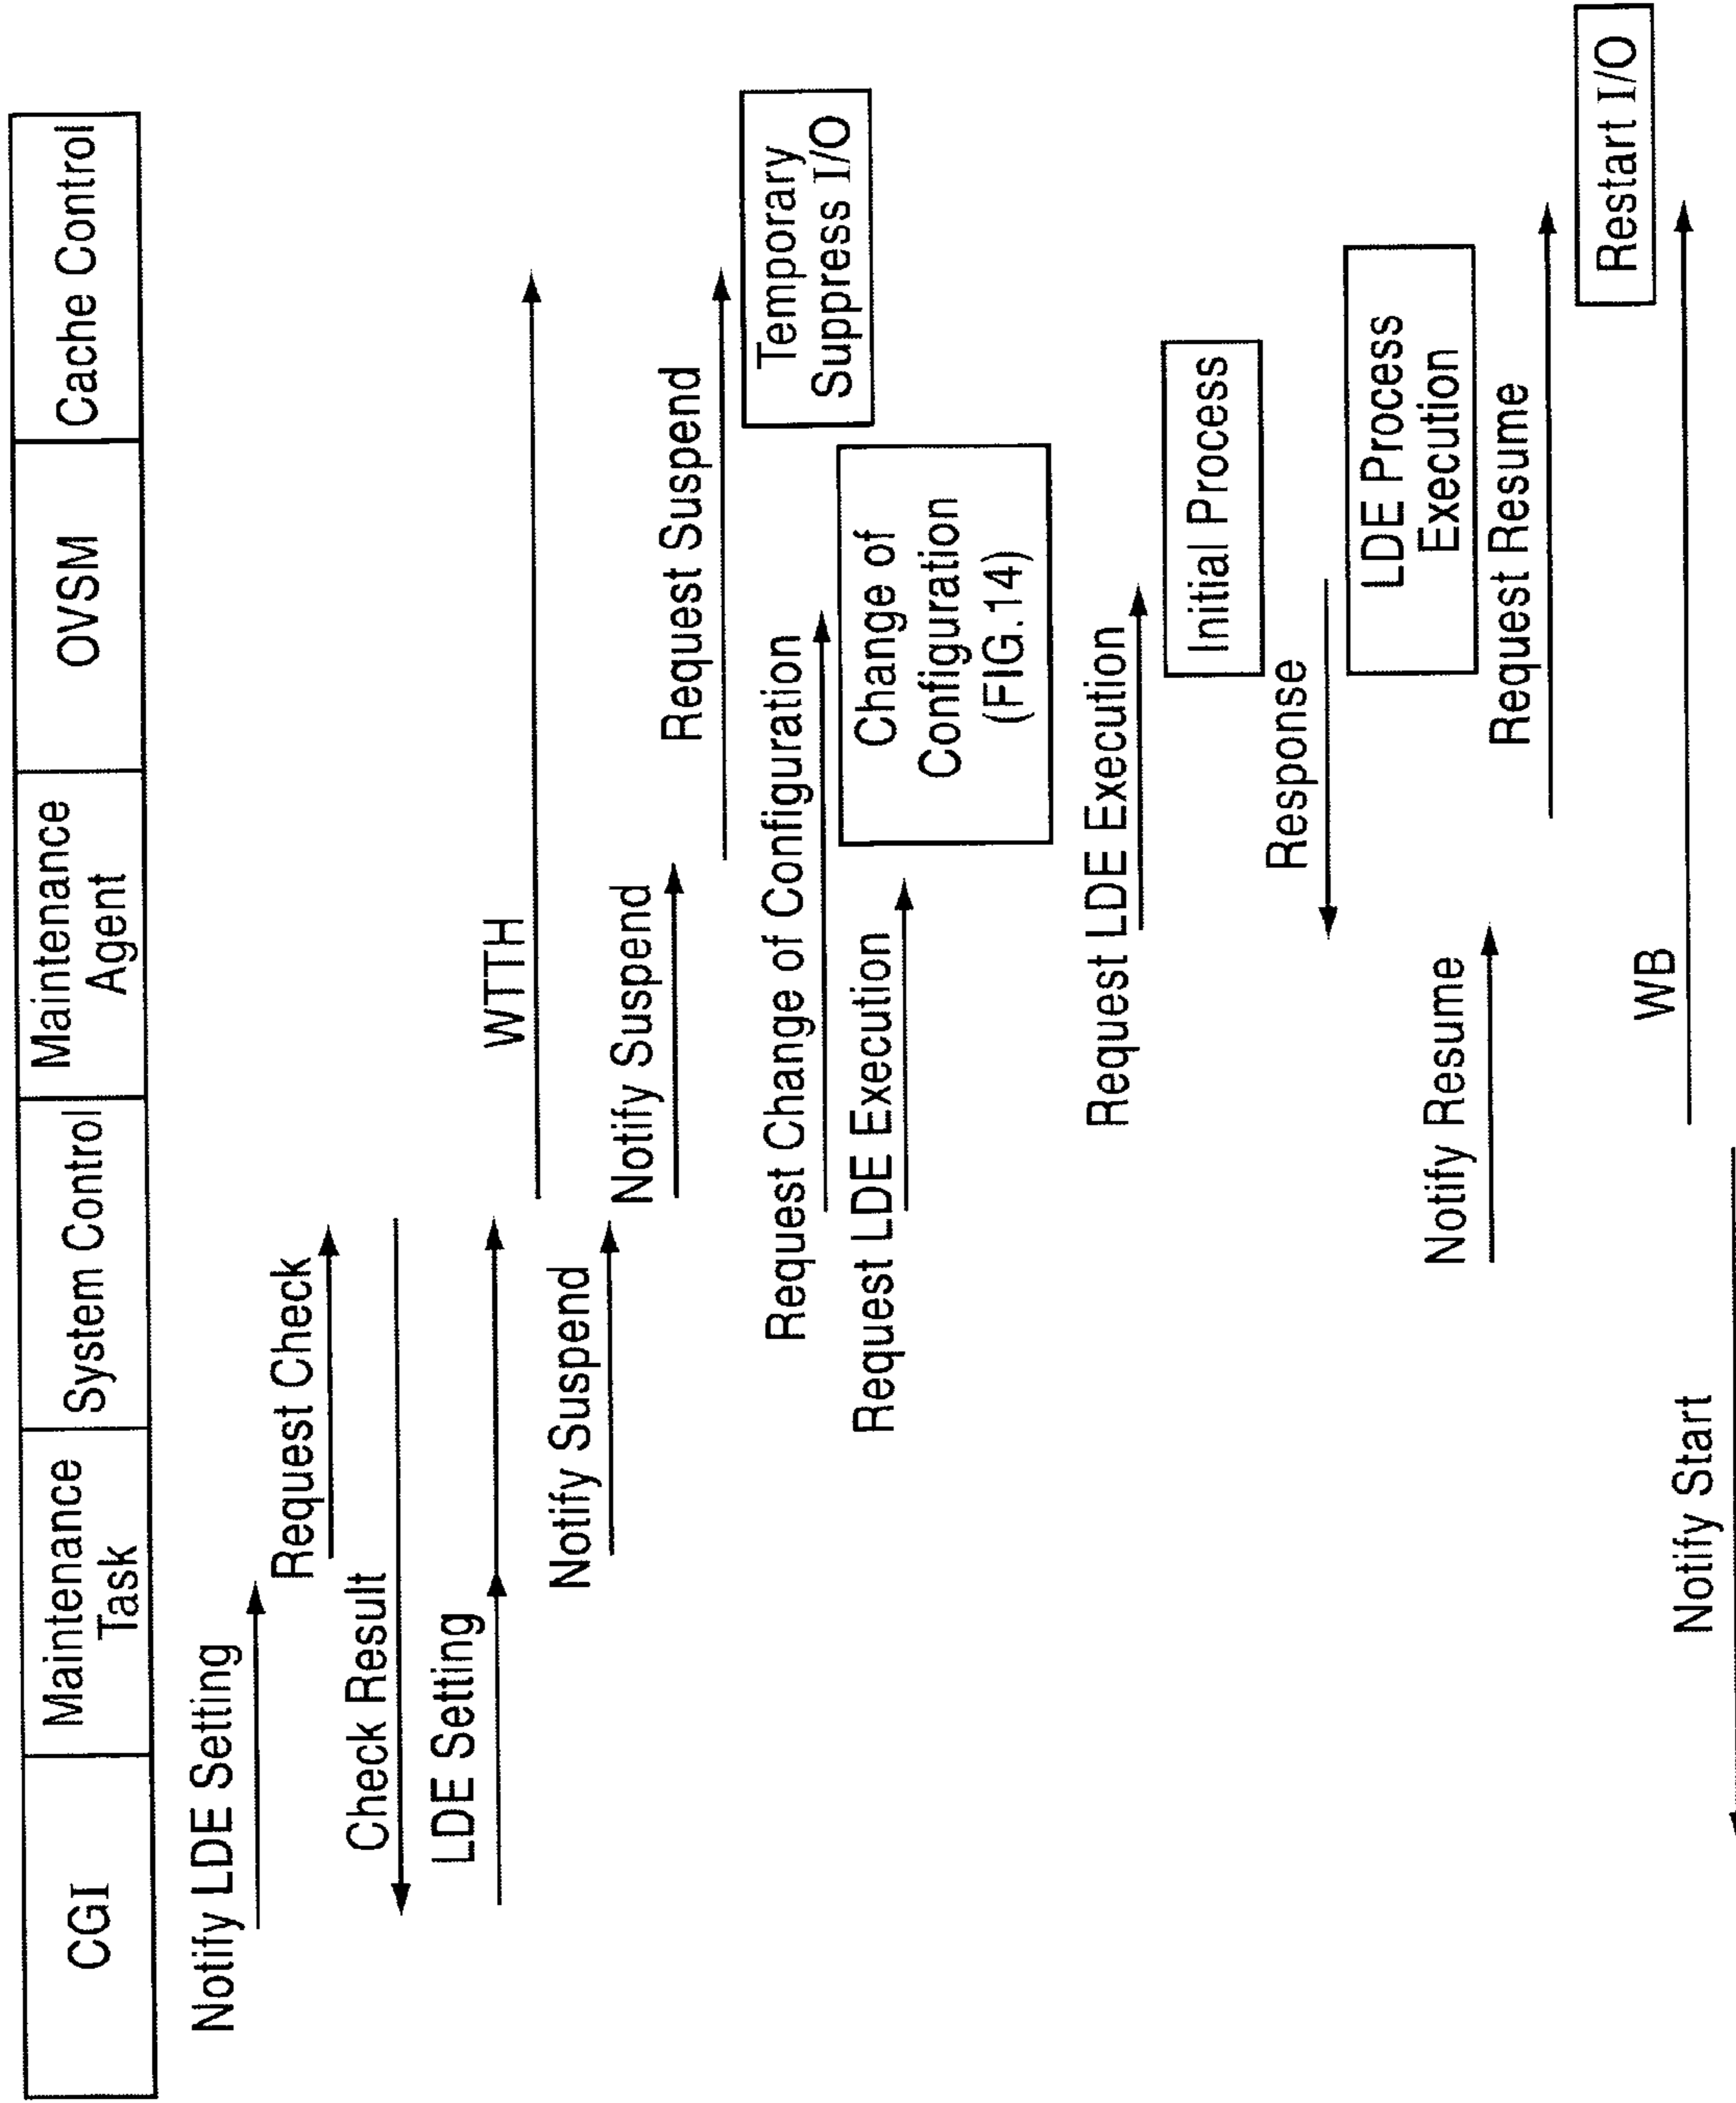 CGI
Maintenance
Task
System Control
Maintenance
Agent
OVSM
Cache Control
Notify LDE Setting
Request Check
Check Result
LDE Setting
WTTH
Notify Suspend
Notify Suspend
Request Suspend
Temporary
Suppress I/O
Request Change of Configuration
Change of
Configuration
(FIG.14)
Request LDE Execution
Request LDE Execution
Initial Process
Response
LDE Process
Execution
Notify Resume
Request Resume
Restart I/O
WB
Notify Start